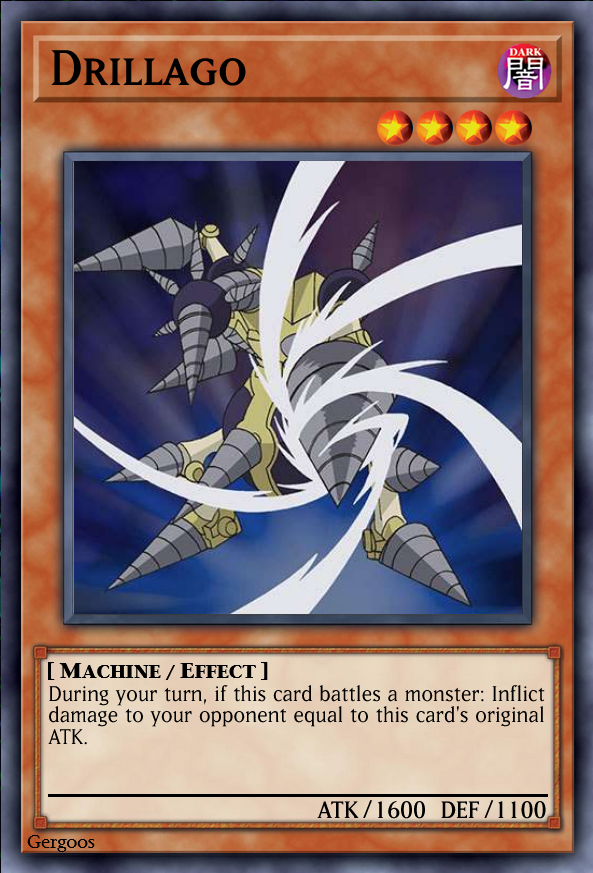 Drillago
DARK
闇
[ Machine / Effect ]
During your turn, if this card battles a monster: Inflict
damage to your opponent equal to this card's original
ATK.
ATK/1600 DEF/1100
Gergoos